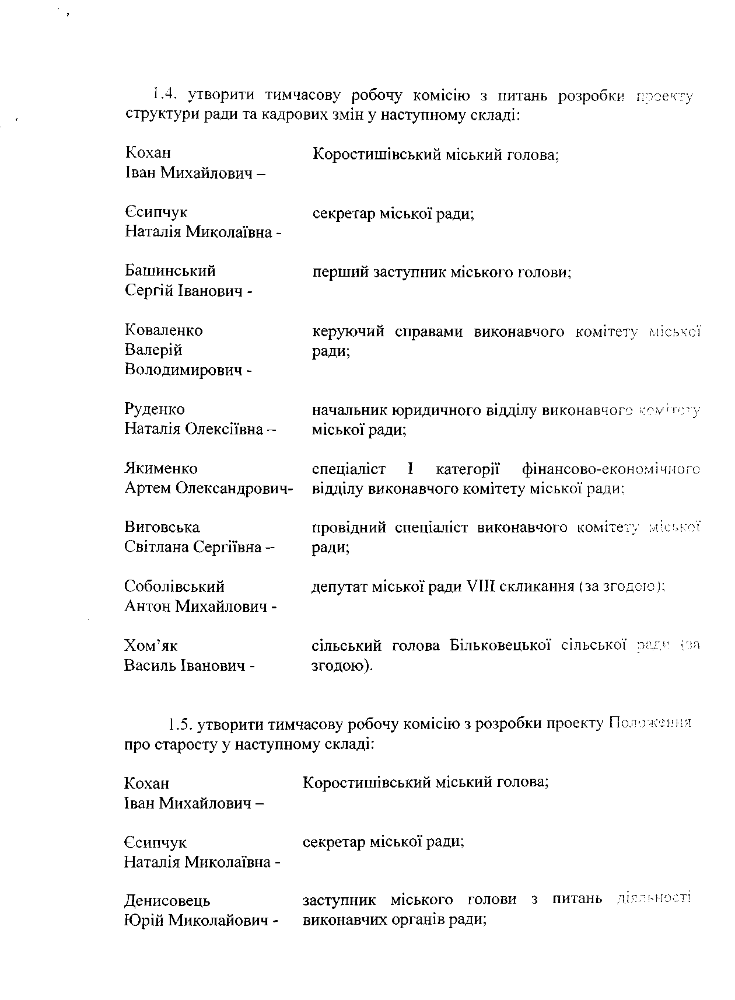 1.4. утворити тимчасову робочу комісію з питань розробки проекту
структури ради та кадрових змін у наступному складі:
Кохан Коростишівський міський голова;
Іван Михайлович –
Єсипчук секретар міської ради;
Наталія Миколаївна -
Башинський перший заступник міського голови;
Сергій Іванович -
Коваленко керуючий справами виконавчого комітету міської
Валерій ради;
Володимирович -
Руденко начальник юридичного відділу виконавчого комітету
Наталія Олексіївна – міської ради;
Якименко спеціаліст І категорії фінансово-економічного
Артем Олександрович- відділу виконавчого комітету міської ради;
Виговська провідний спеціаліст виконавчого комітету міської
Світлана Сергіївна – ради;
Соболівський депутат міської ради VIII скликання (за згодою);
Антон Михайлович -
Хом’як сільський голова Більковецької сільської ради (за
Василь Іванович - згодою).
1.5. утворити тимчасову робочу комісію з розробки проекту Положення
про старосту у наступному складі:
Кохан Коростишівський міський голова;
Іван Михайлович –
Єсипчук секретар міської ради;
Наталія Миколаївна -
Денисовець заступник міського голови з питань діяльності
Юрій Миколайович - виконавчих органів ради;